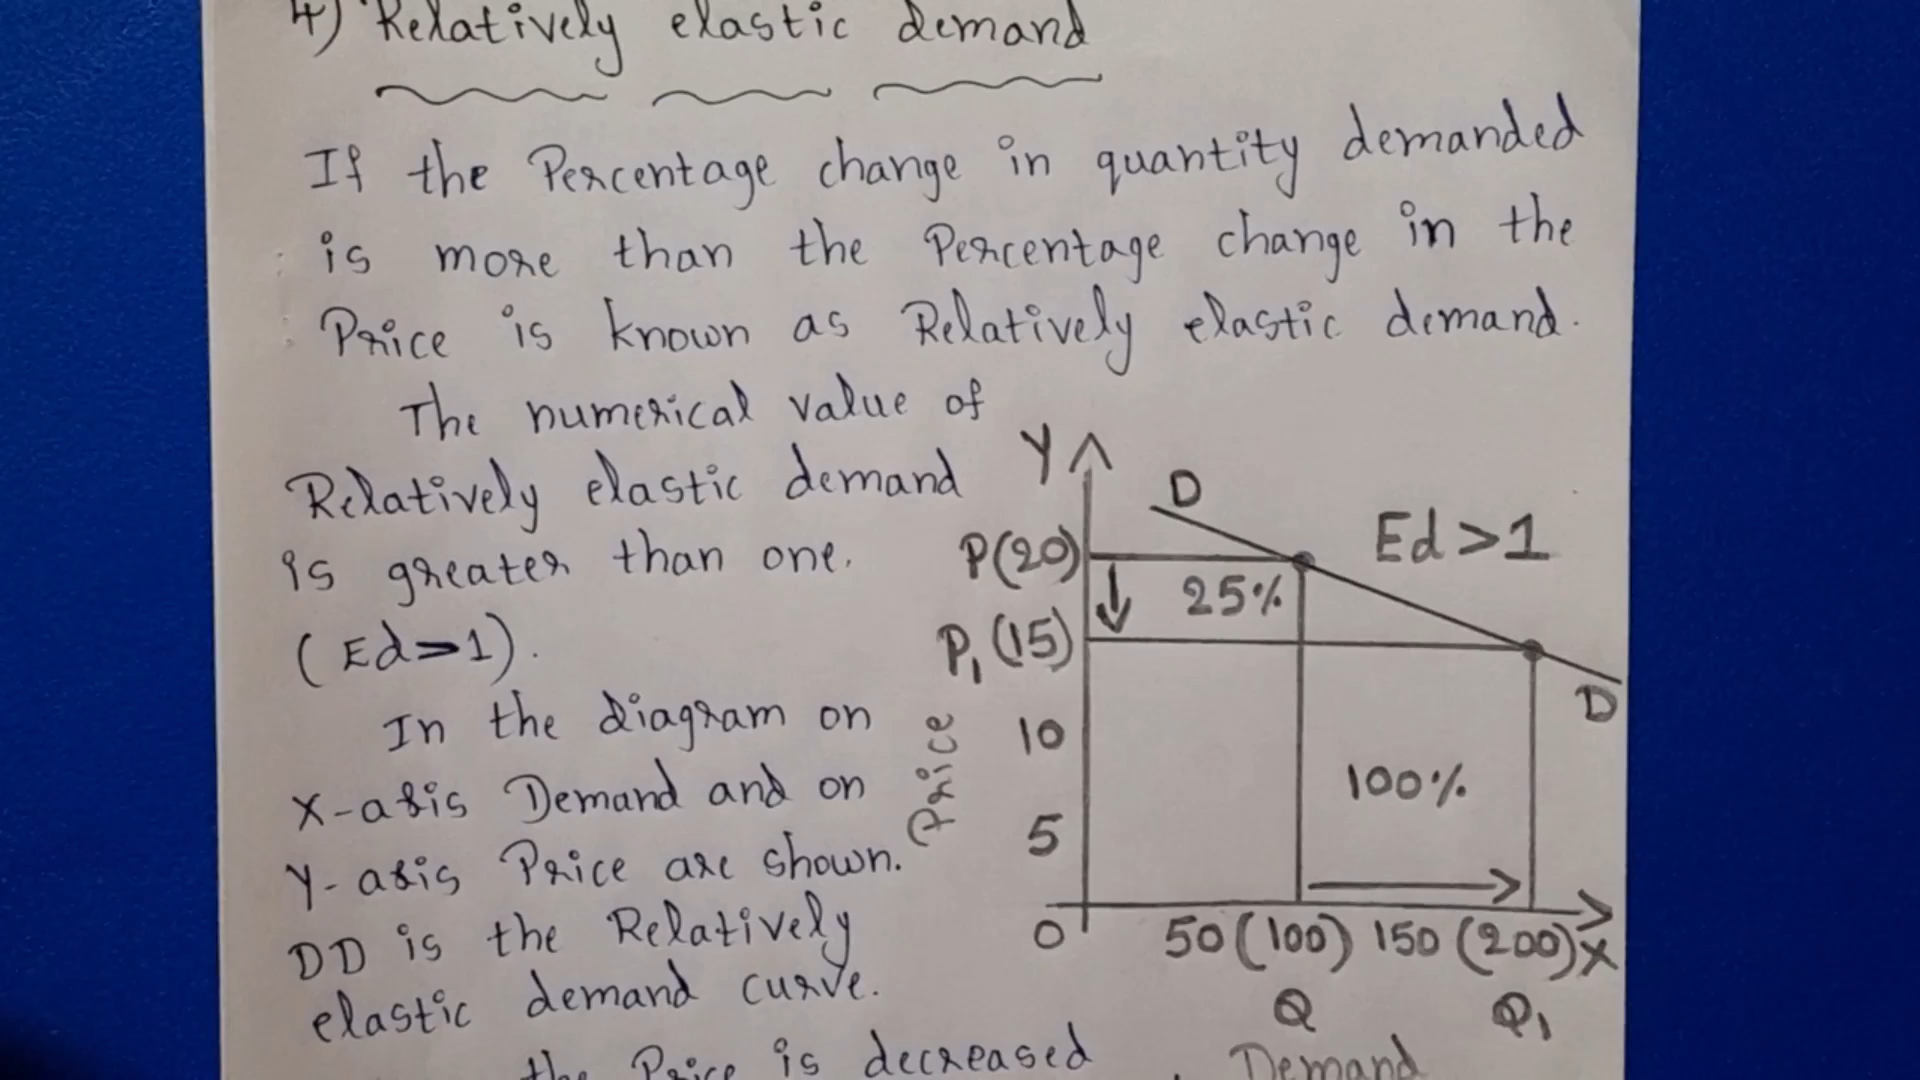 4) Relatively elastic demand
If the Percentage change in quantity demanded
is more than the Percentage change in the
Price is known as Relatively elastic demand.
The numerical value of
Relatively elastic demand
is greater than one.
(Ed>1).
In the diagram on
X-axis Demand and on
Y-axis Price are shown.
DD is the Relatively
elastic demand curve.
the Price is decreased
Y
D
Ed>1
P(20)
25%
P₁(15)
D
Price
10
100%
5
O
50 (100) 150 (200) X
Q Q₁
Demand